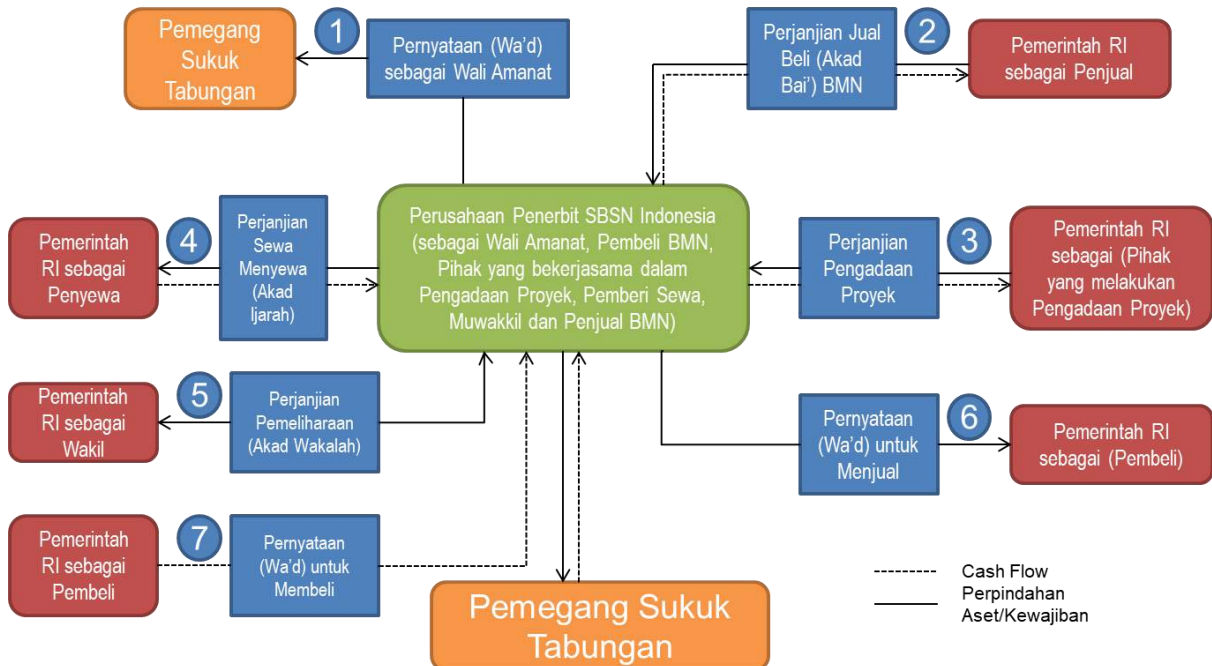 Pemegang
Sukuk
Tabungan
1
Pernyataan (Wa'd)
sebagai Wali Amanat
Perjanjian Jual
Beli (Akad
Bai') BMN
2
Pemerintah RI
sebagai Penjual
Pemerintah
RI sebagai
Penyewa
4
Perjanjian
Sewa
Menyewa
(Akad
Ijarah)
Perusahaan Penerbit SBSN Indonesia
(sebagai Wali Amanat, Pembeli BMN,
Pihak yang bekerjasama dalam
Pengadaan Proyek, Pemberi Sewa,
Muwakkil dan Penjual BMN)
Perjanjian
Pengadaan
Proyek
3
Pemerintah RI
sebagai (Pihak
yang melakukan
Pengadaan Proyek)
Pemerintah
RI sebagai
Wakil
5
Perjanjian
Pemeliharaan
(Akad Wakalah)
Pernyataan
(Wa'd) untuk
Menjual
6
Pemerintah RI
sebagai (Pembeli)
Pemerintah
RI sebagai
Pembeli
7
Pernyataan
(Wa'd) untuk
Membeli
Pemegang Sukuk
Tabungan
Cash Flow
Perpindahan
Aset/Kewajiban